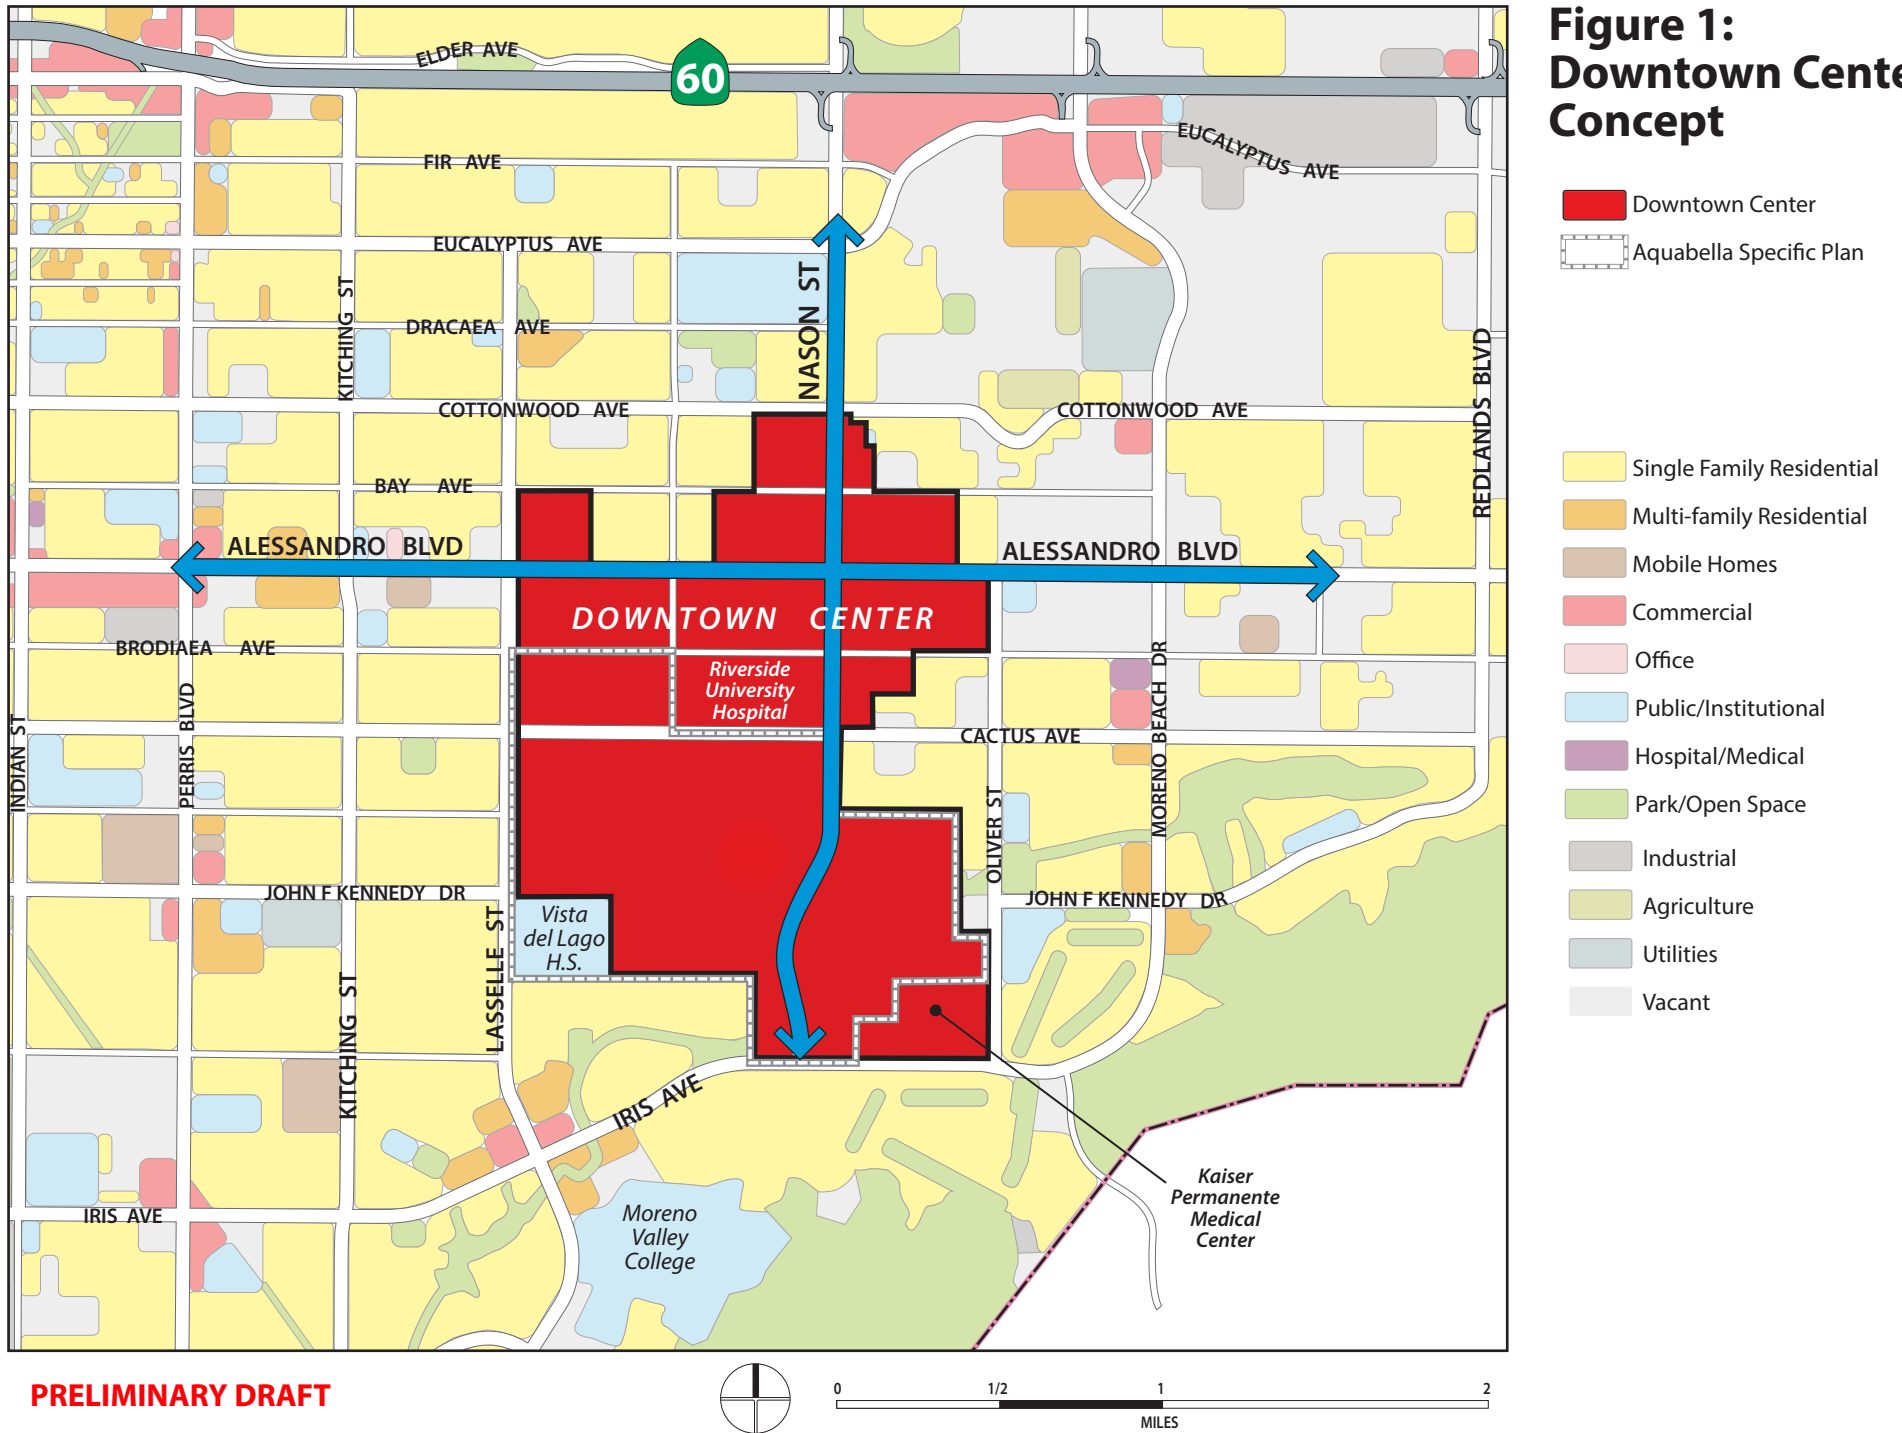 Figure 1:
Downtown Cente
Concept
Downtown Center
Aquabella Specific Plan
Single Family Residential
Multi-family Residential
Mobile Homes
Commercial
Office
Public/Institutional
Hospital/Medical
Park/Open Space
Industrial
Agriculture
Utilities
Vacant
ELDER AVE
60
EUCALYPTUS AVE
FIR AVE
EUCALYPTUS AVE
NASON ST
KITCHING ST
DRACAEA AVE
REDLANDS BLVD
COTTONWOOD AVE
COTTONWOOD AVE
BAY AVE
ALESSANDRO BLVD
ALESSANDRO BLVD
DOWNTOWN CENTER
BRODIAEA AVE
Riverside
University
Hospital
MORENO BEACH DR
INDIAN ST
PERRIS BLVD
CACTUS AVE
OLIVER ST
JOHN F KENNEDY DR
JOHN F KENNEDY DR
Vista
del Lago
H.S.
LASSELLE ST
KITCHING ST
IRIS AVE
Kaiser
Permanente
Medical
Center
IRIS AVE
Moreno
Valley
College
PRELIMINARY DRAFT
0 1/2 1 2
MILES